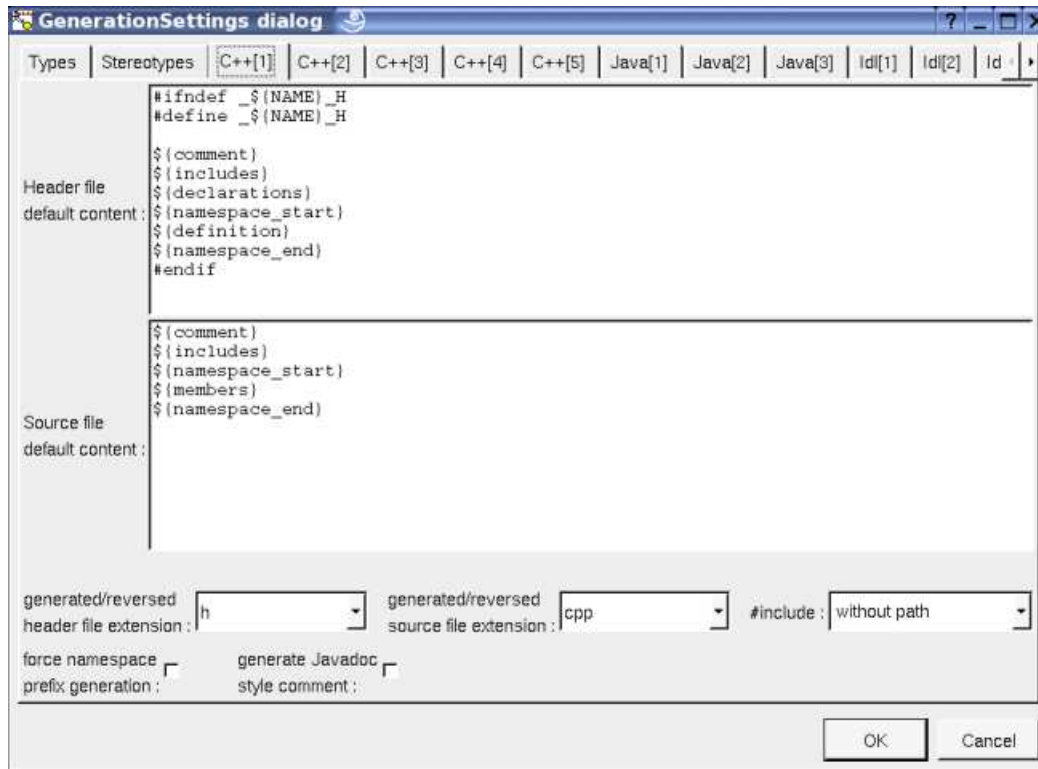 GenerationSettings dialog
Types Stereotypes C++[1] C++[2] C++[3] C++[4] C++[5] Java[1] Java[2] Java[3] Idl[1] Idl[2] Id
Header file
default content :
#ifndef _${NAME}_H
#define _${NAME}_H
${comment}
${includes}
${declarations}
${namespace_start}
${definition}
${namespace_end}
#endif
Source file
default content :
${comment}
${includes}
${namespace_start}
${members}
${namespace_end}
generated/reversed
header file extension : h
generated/reversed
source file extension : cpp
#include : without path
force namespace
prefix generation :
generate Javadoc
style comment :
OK Cancel